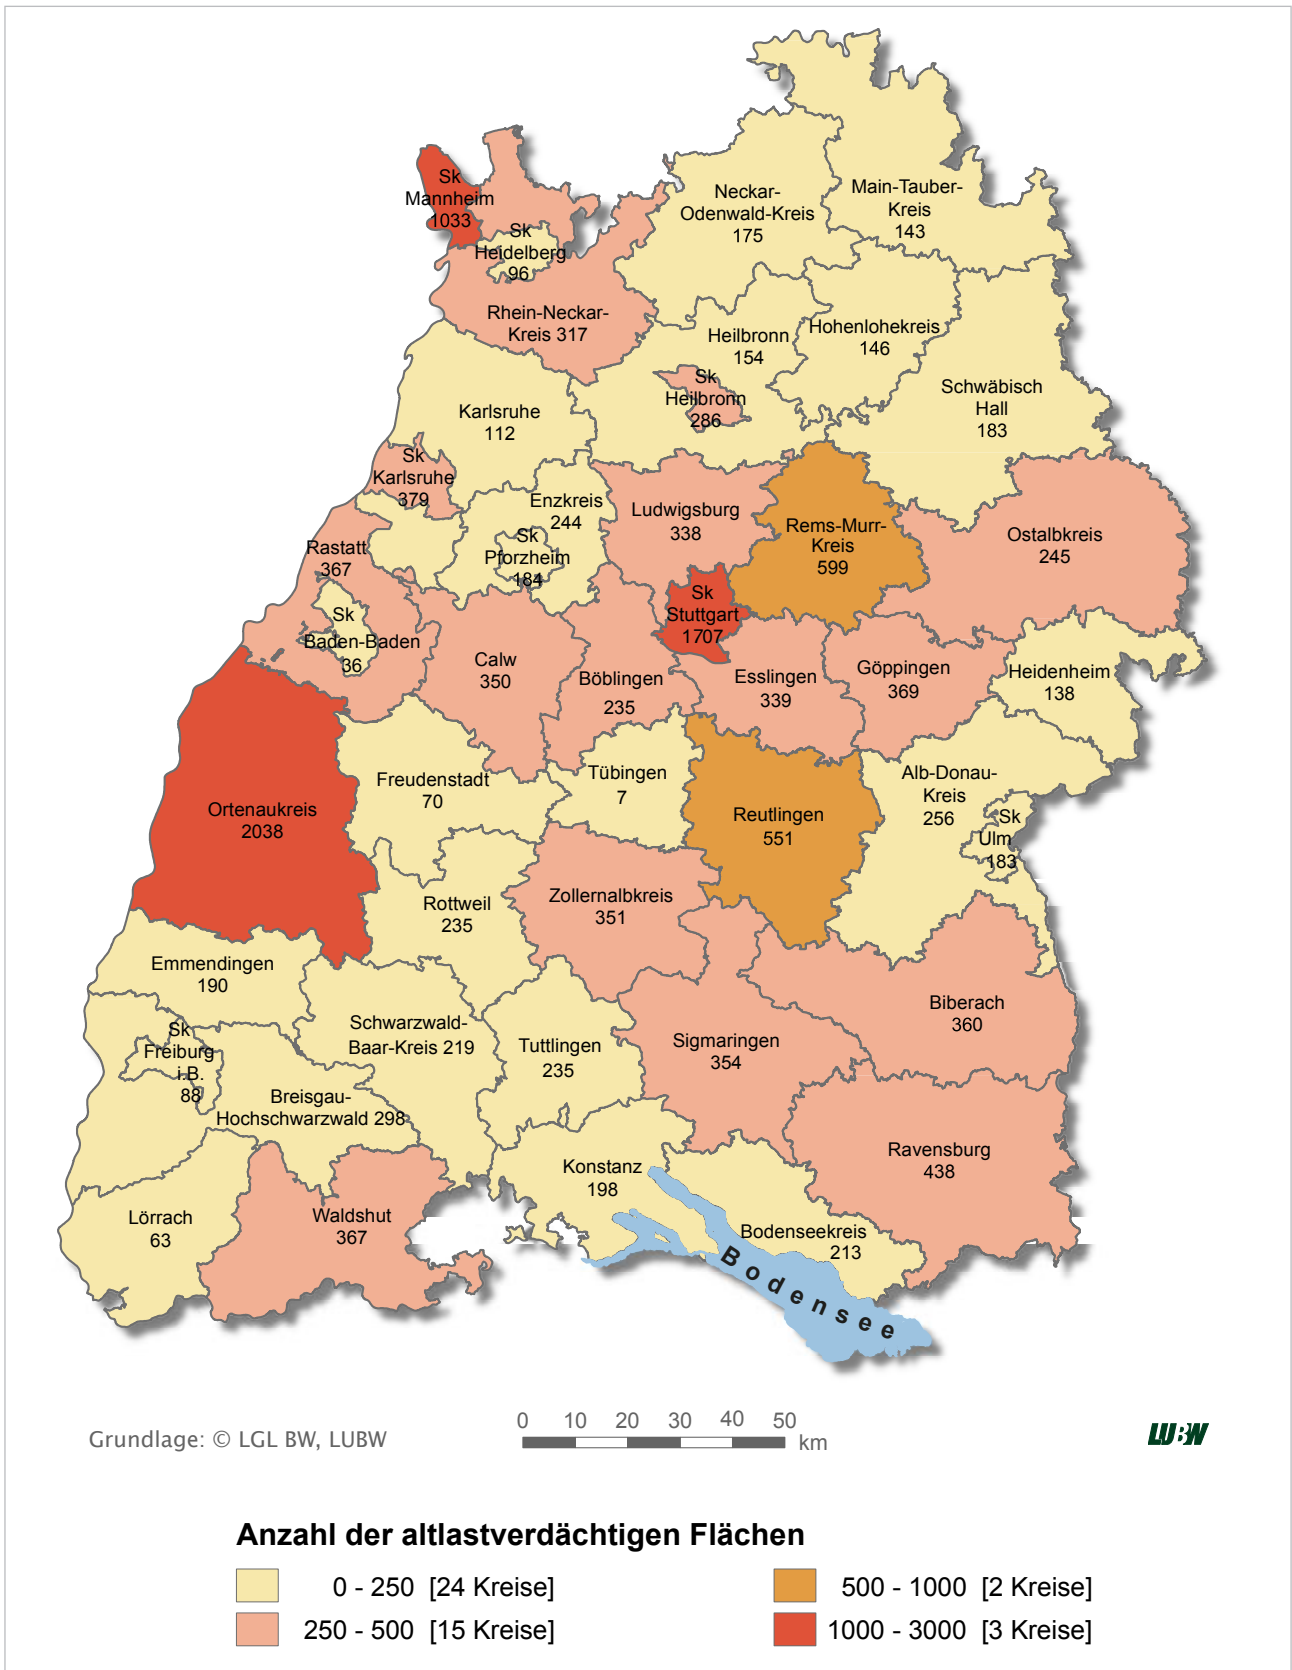 Sk
Mannheim
1033
Sk
Heidelberg
96
Neckar-
Odenwald-Kreis
175
Main-Tauber-
Kreis
143
Rhein-Neckar-
Kreis 317
Heilbronn
154
Hohenlohekreis
146
Sk
Heilbronn
286
Schwäbisch
Hall
183
Karlsruhe
112
Sk
Karlsruhe
379
Enzkreis
244
Sk
Pforzheim
184
Ludwigsburg
338
Rems-Murr-
Kreis
599
Ostalbkreis
245
Rastatt
367
Sk
Baden-Baden
36
Sk
Stuttgart
1707
Calw
350
Böblingen
235
Esslingen
339
Göppingen
369
Heidenheim
138
Ortenaukreis
2038
Freudenstadt
70
Tübingen
7
Reutlingen
551
Alb-Donau-
Kreis
256
Sk
Ulm
183
Rottweil
235
Zollernalbkreis
351
Emmendingen
190
Biberach
360
Sk
Freiburg
i.B.
88
Schwarzwald-
Baar-Kreis 219
Tuttlingen
235
Sigmaringen
354
Breisgau-
Hochschwarzwald 298
Ravensburg
438
Konstanz
198
Lörrach
63
Waldshut
367
Bodenseekreis
213
Bodensee
0 10 20 30 40 50
km
Grundlage: © LGL BW, LUBW
LUBW
Anzahl der altlastverdächtigen Flächen
0 - 250 [24 Kreise]
250 - 500 [15 Kreise]
500 - 1000 [2 Kreise]
1000 - 3000 [3 Kreise]